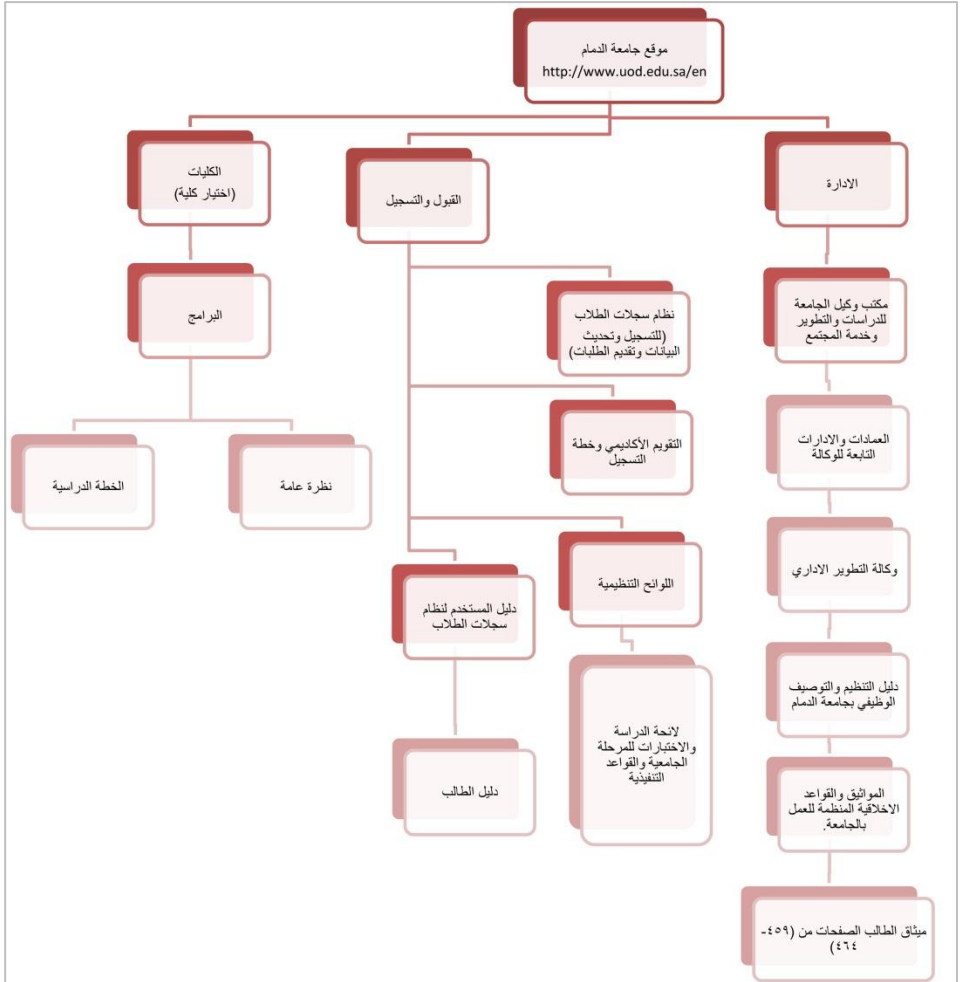 موقع جامعة الدمام
http://www.uod.edu.sa/en
الادارة
مكتب وكيل الجامعة
للدراسات والتطوير
وخدمة المجتمع
العمادات والادارات
التابعة للوكالة
وكالة التطوير الاداري
دليل التنظيم والتوصيف
الوظيفي بجامعة الدمام
المواثيق والقواعد
الاخلاقية المنظمة للعمل
بالجامعة.
ميثاق الطالب الصفحات من (٤٥٩-
٤٦٤)
القبول والتسجيل
نظام سجلات الطلاب
(للتسجيل وتحديث
البيانات وتقديم الطلبات)
التقويم الأكاديمي وخطة
التسجيل
اللوائح التنظيمية
لائحة الدراسة
والاختبارات للمرحلة
الجامعية والقواعد
التنفيذية
دليل المستخدم لنظام
سجلات الطلاب
دليل الطالب
الكليات
(اختيار كلية)
البرامج
نظرة عامة
الخطة الدراسية